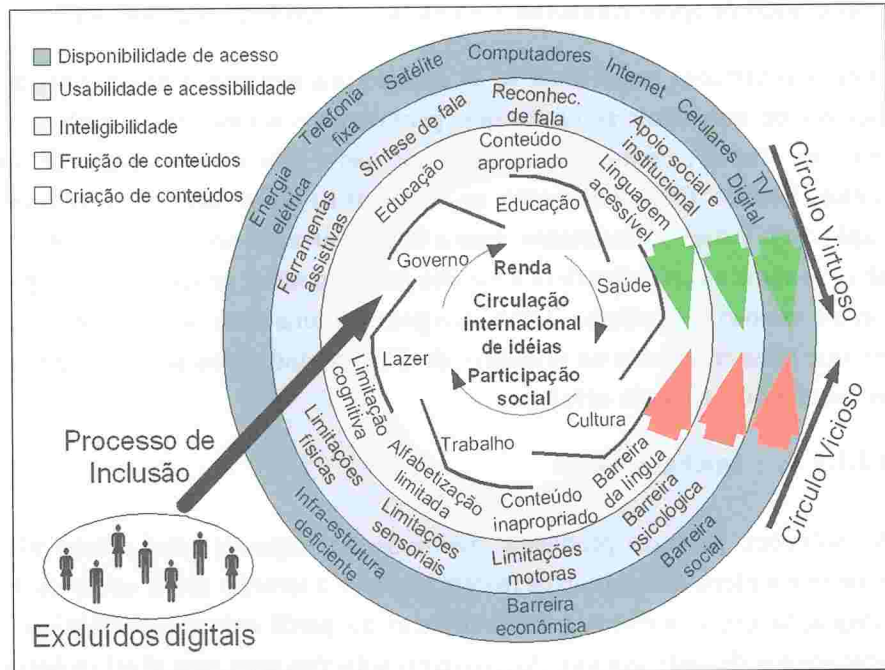 Disponibilidade de acesso
Usabilidade e acessibilidade
Inteligibilidade
Fruição de conteúdos
Criação de conteúdos
Energia
elétrica
Telefonia
fixa
Satélite
Computadores
Internet
Celulares
TV
Digital
Ferramentas
assistivas
Síntese de fala
Reconhec.
de fala
Apoio social e
institucional
Educação
Conteúdo
apropriado
Linguagem
acessível
Governo
Educação
Saúde
Lazer
Trabalho
Cultura
Renda
Circulação
internacional
de idéias
Participação
social
Limitação
cognitiva
Alfabetização
limitada
Conteúdo
inapropriado
Barreira
da língua
Limitações
físicas
Limitações
sensoriais
Limitações
motoras
Barreira
psicológica
Infra-estrutura
deficiente
Barreira
econômica
Barreira
social
Círculo Virtuoso
Círculo Vicioso
Processo de
Inclusão
Excluídos digitais